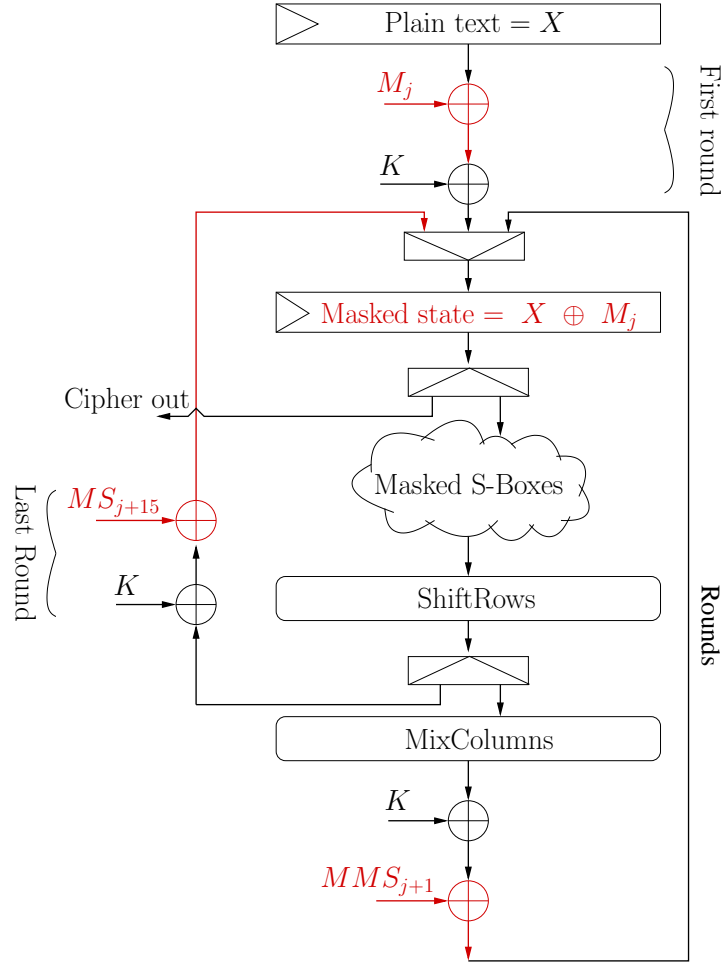 Plain text = X
M_j
First round
K
Masked state = X ⊕ M_j
Cipher out
Masked S-Boxes
MS_{j+15}
Last Round
K
ShiftRows
Rounds
MixColumns
K
MMS_{j+1}